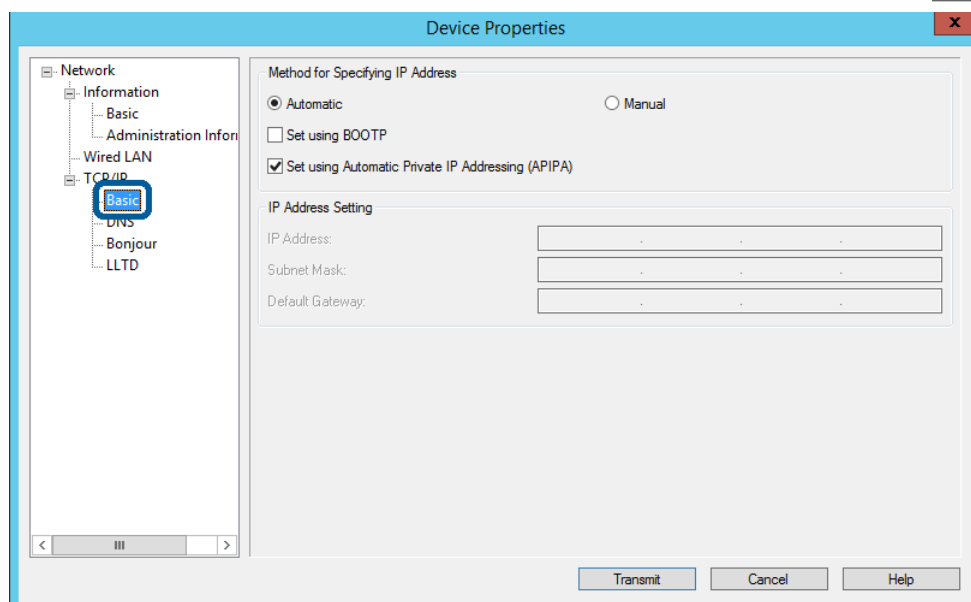 Device Properties
x
Network
Information
Basic
Administration Infor
Wired LAN
TCP/IP
Basic
DNS
Bonjour
LLTD
Method for Specifying IP Address
Automatic
Manual
Set using BOOTP
Set using Automatic Private IP Addressing (APIPA)
IP Address Setting
IP Address:
Subnet Mask:
Default Gateway:
Transmit
Cancel
Help